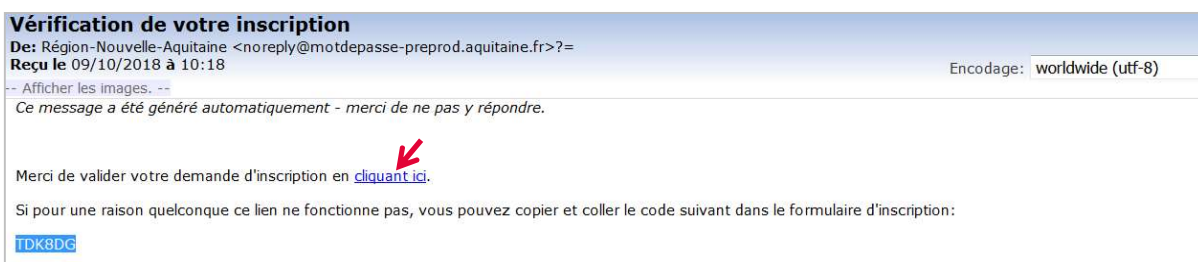 Vérification de votre inscription
De: Région-Nouvelle-Aquitaine <noreply@motdepasse-preprod.aquitaine.fr>?=
Reçu le 09/10/2018 à 10:18
Encodage: worldwide (utf-8)
-- Afficher les images. --
Ce message a été généré automatiquement - merci de ne pas y répondre.
Merci de valider votre demande d'inscription en cliquant ici.
Si pour une raison quelconque ce lien ne fonctionne pas, vous pouvez copier et coller le code suivant dans le formulaire d'inscription:
TDK8DG